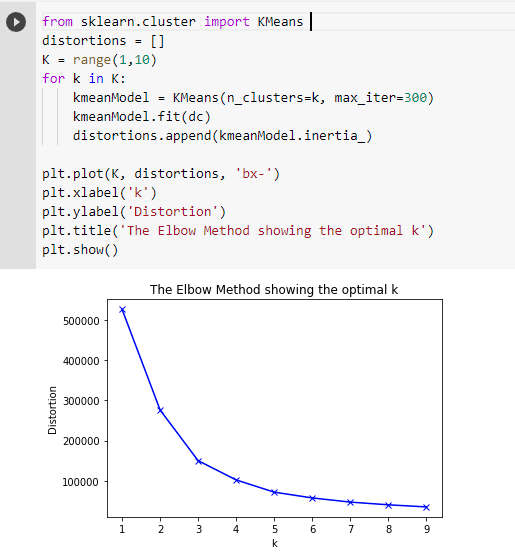 from sklearn.cluster import KMeans
distortions = []
K = range(1,10)
for k in K:
    kmeanModel = KMeans(n_clusters=k, max_iter=300)
    kmeanModel.fit(dc)
    distortions.append(kmeanModel.inertia_)

plt.plot(K, distortions, 'bx-')
plt.xlabel('k')
plt.ylabel('Distortion')
plt.title('The Elbow Method showing the optimal k')
plt.show()
The Elbow Method showing the optimal k
500000
400000
300000
200000
100000
Distortion
1 2 3 4 5 6 7 8 9
k